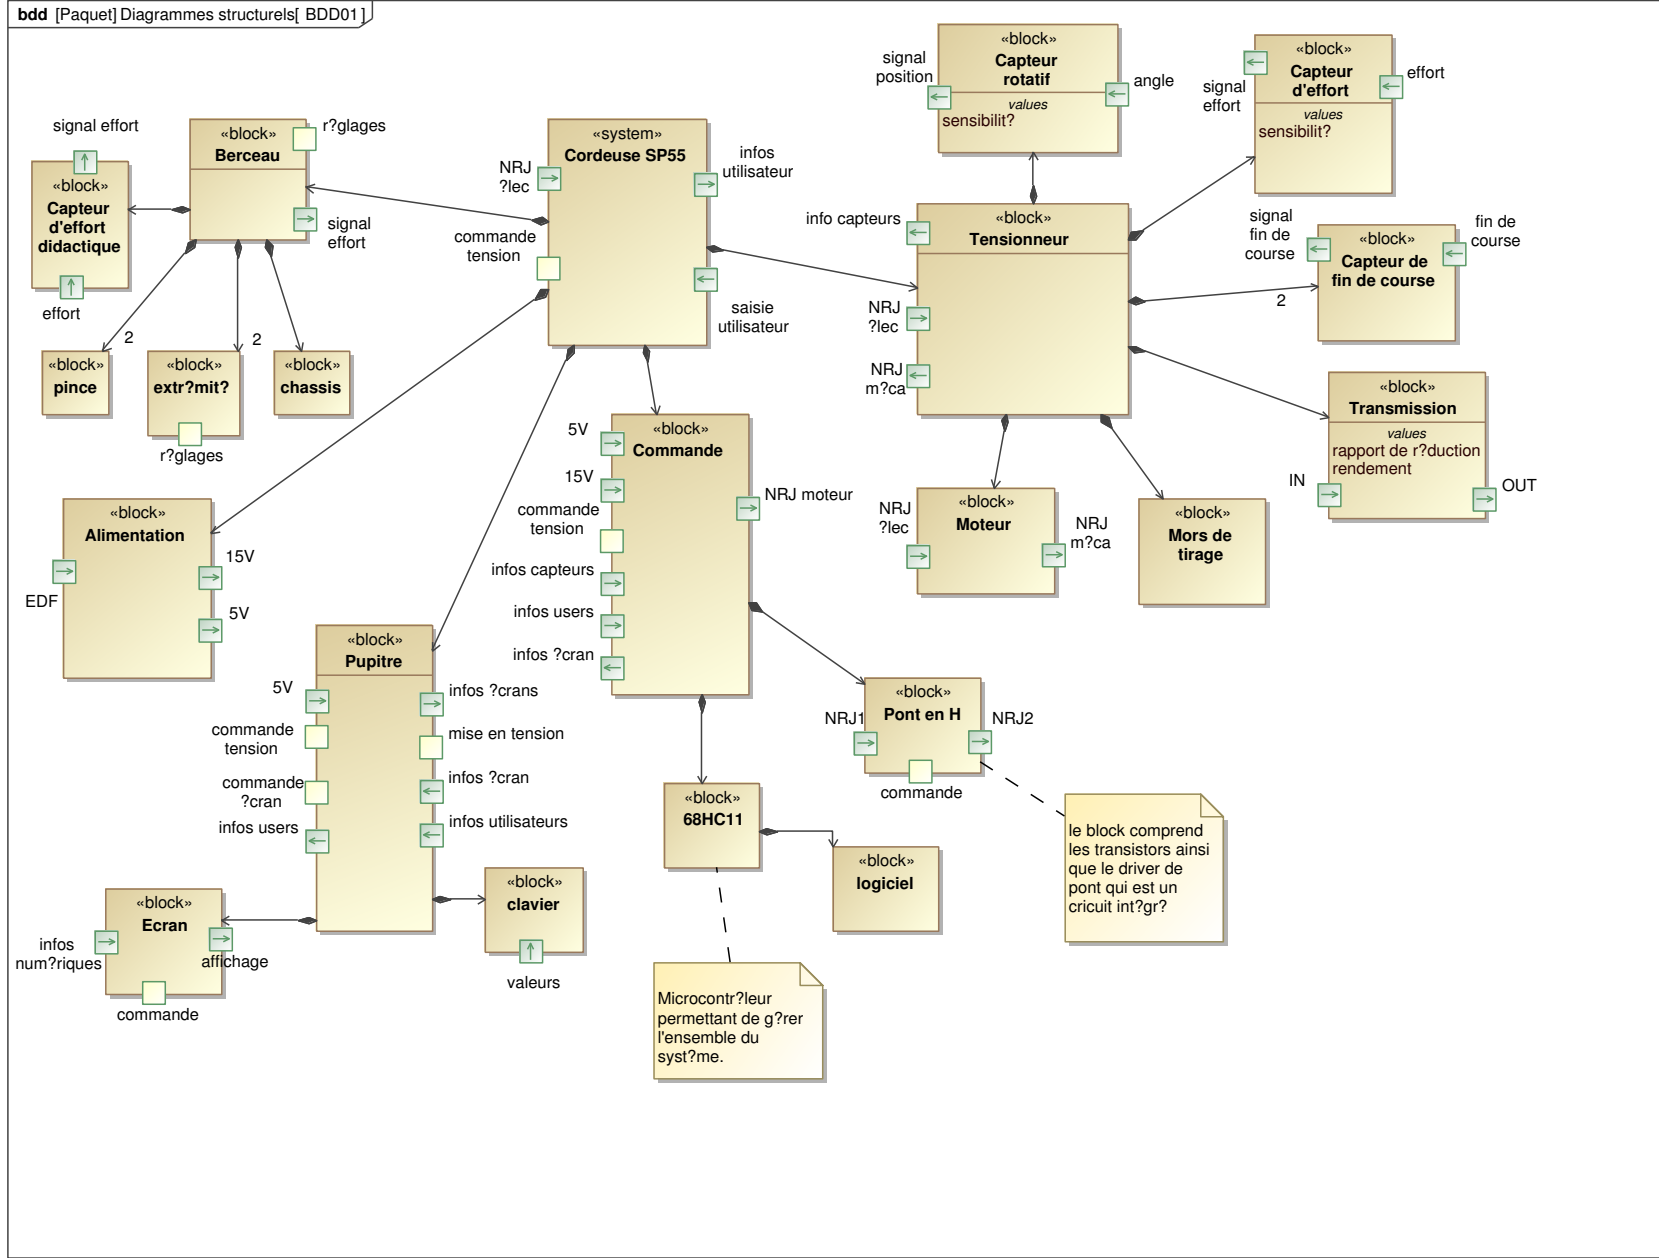 bdd [Paquet] Diagrammes structurels[ BDD01 ]
signal effort
«block»
Capteur
d'effort
didactique
effort
«block»
Berceau
r?glages
signal
effort
2
2
«block»
pince
«block»
extr?mit?
r?glages
«block»
chassis
«system»
Cordeuse SP55
NRJ
?lec
commande
tension
infos
utilisateur
saisie
utilisateur
signal
position
«block»
Capteur
rotatif
values
sensibilit?
angle
signal
effort
«block»
Capteur
d'effort
values
sensibilit?
effort
info capteurs
«block»
Tensionneur
NRJ
?lec
NRJ
m?ca
signal
fin de
course
«block»
Capteur de
fin de course
fin de
course
2
«block»
Transmission
values
rapport de r?duction
rendement
IN
OUT
NRJ
?lec
«block»
Moteur
NRJ
m?ca
«block»
Mors de
tirage
«block»
Alimentation
EDF
15V
5V
«block»
Commande
5V
15V
commande
tension
infos capteurs
infos users
infos ?cran
NRJ moteur
«block»
Pupitre
5V
commande
tension
commande
?cran
infos users
infos ?crans
mise en tension
infos ?cran
infos utilisateurs
«block»
Pont en H
NRJ1
NRJ2
commande
le block comprend
les transistors ainsi
que le driver de
pont qui est un
cricuit int?gr?
«block»
68HC11
«block»
logiciel
«block»
Ecran
infos
num?riques
affichage
commande
«block»
clavier
valeurs
Microcontr?leur
permettant de g?rer
l'ensemble du
syst?me.